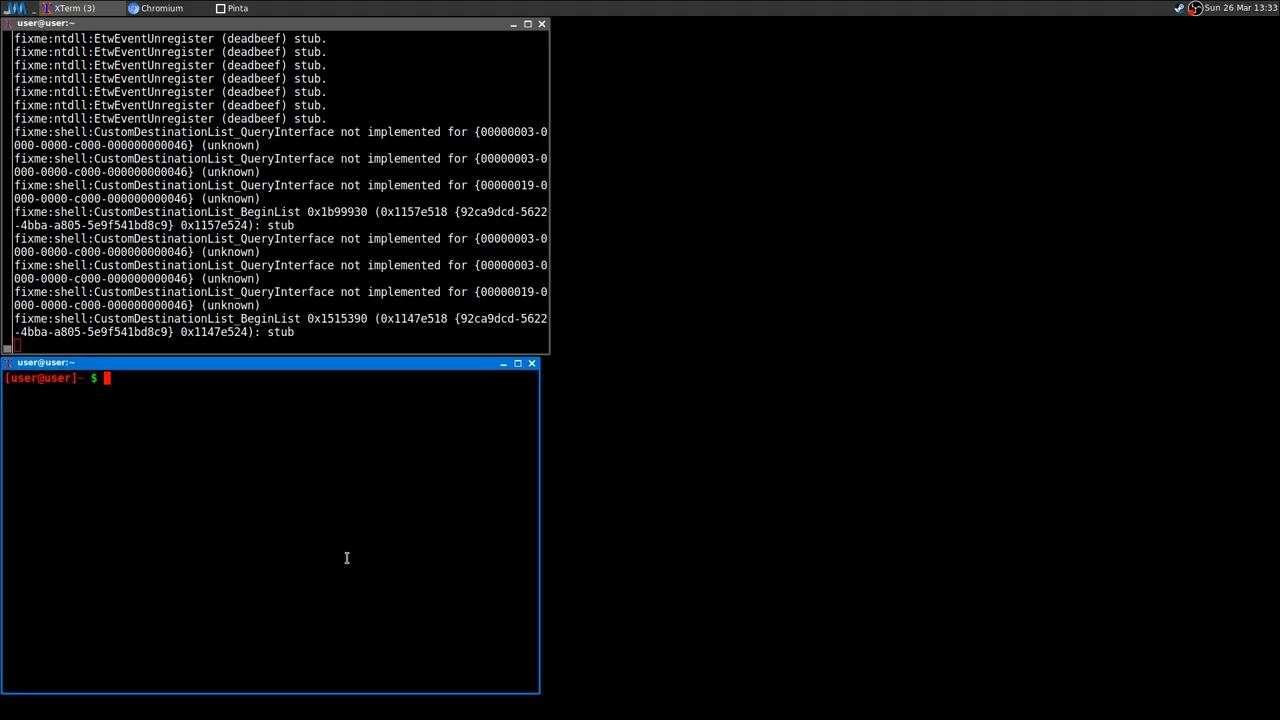 XTerm (3)
Chromium
Pinta
Sun 26 Mar 13:33
user@user:~
fixme:ntdll:EtwEventUnregister (deadbeef) stub.
fixme:ntdll:EtwEventUnregister (deadbeef) stub.
fixme:ntdll:EtwEventUnregister (deadbeef) stub.
fixme:ntdll:EtwEventUnregister (deadbeef) stub.
fixme:ntdll:EtwEventUnregister (deadbeef) stub.
fixme:ntdll:EtwEventUnregister (deadbeef) stub.
fixme:ntdll:EtwEventUnregister (deadbeef) stub.
fixme:shell:CustomDestinationList_QueryInterface not implemented for {00000003-0
000-0000-c000-000000000046} (unknown)
fixme:shell:CustomDestinationList_QueryInterface not implemented for {00000003-0
000-0000-c000-000000000046} (unknown)
fixme:shell:CustomDestinationList_QueryInterface not implemented for {00000019-0
000-0000-c000-000000000046} (unknown)
fixme:shell:CustomDestinationList_BeginList 0x1b99930 (0x1157e518 {92ca9dcd-5622
-4bba-a805-5e9f541bd8c9} 0x1157e524): stub
fixme:shell:CustomDestinationList_QueryInterface not implemented for {00000003-0
000-0000-c000-000000000046} (unknown)
fixme:shell:CustomDestinationList_QueryInterface not implemented for {00000003-0
000-0000-c000-000000000046} (unknown)
fixme:shell:CustomDestinationList_QueryInterface not implemented for {00000019-0
000-0000-c000-000000000046} (unknown)
fixme:shell:CustomDestinationList_BeginList 0x1515390 (0x1147e518 {92ca9dcd-5622
-4bba-a805-5e9f541bd8c9} 0x1147e524): stub
user@user:~
[user@user]~ $